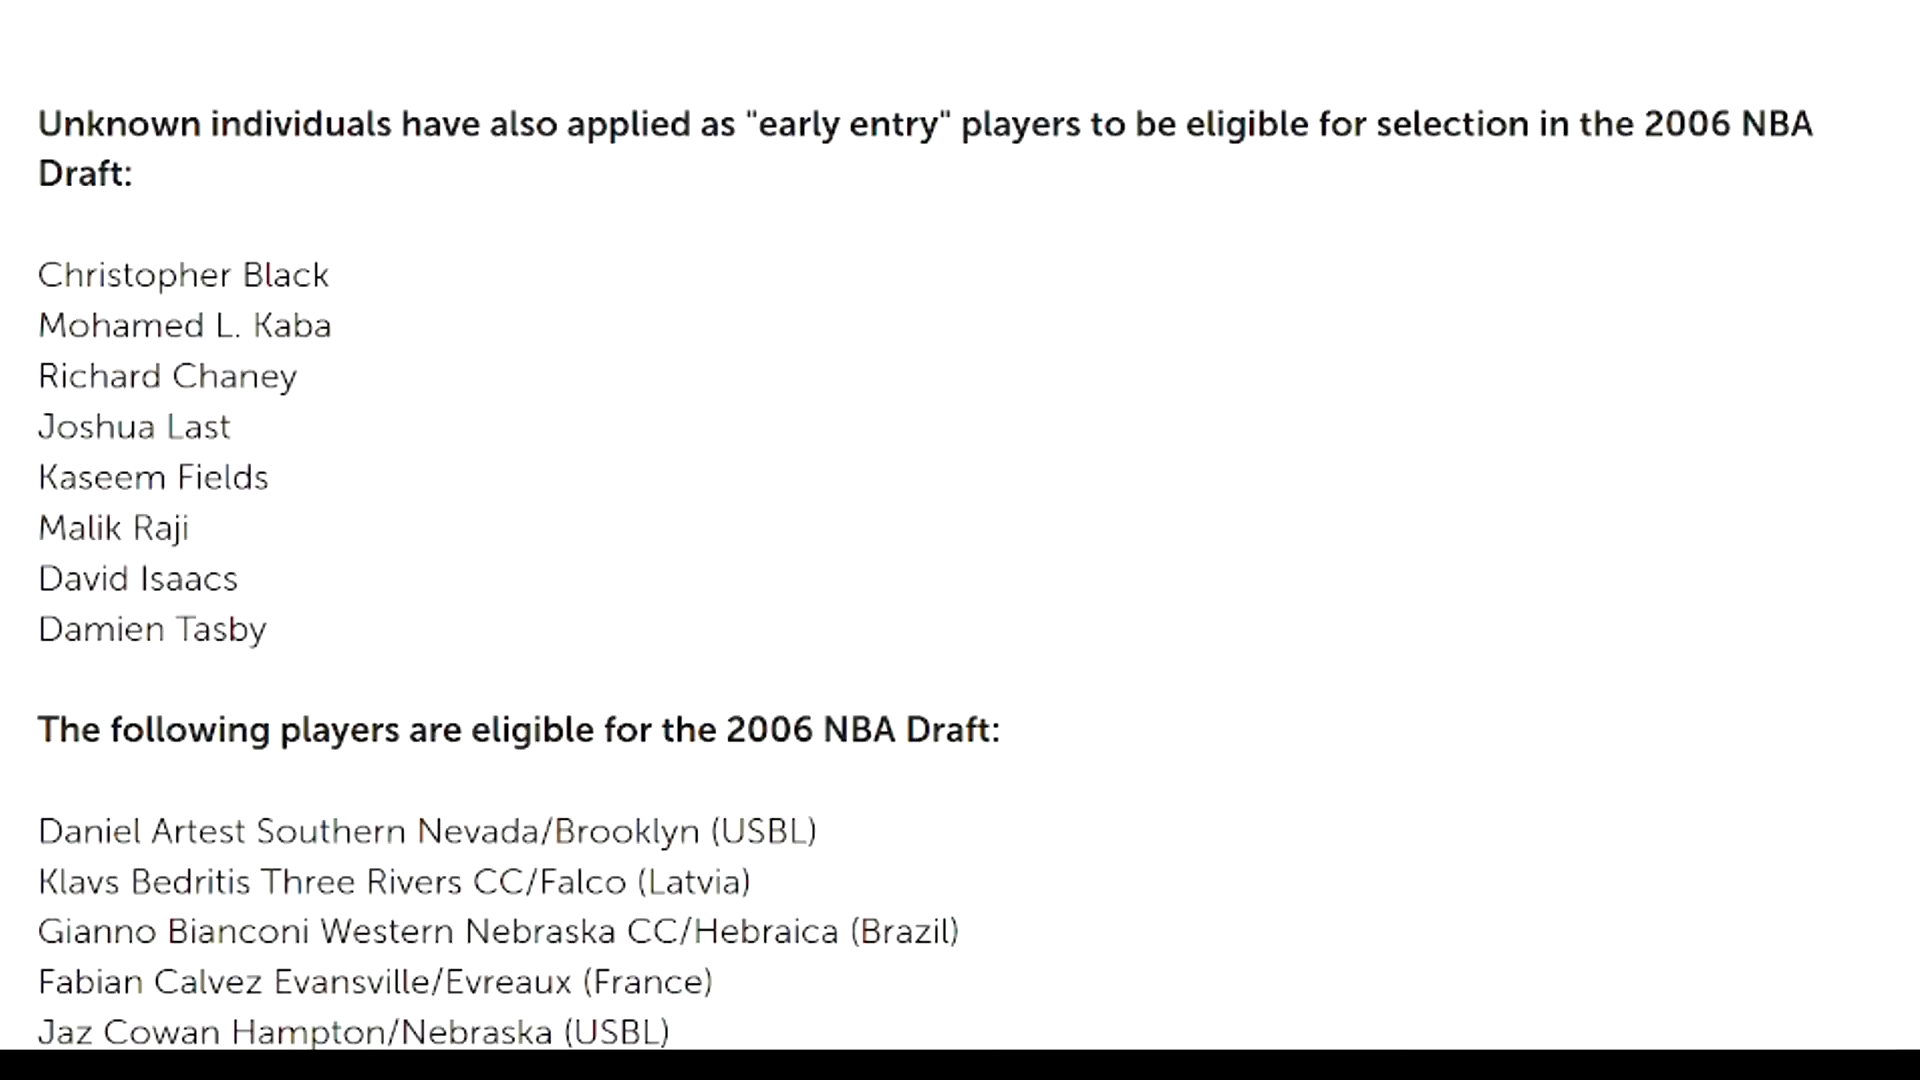 Unknown individuals have also applied as "early entry" players to be eligible for selection in the 2006 NBA
Draft:
Christopher Black
Mohamed L. Kaba
Richard Chaney
Joshua Last
Kaseem Fields
Malik Raji
David Isaacs
Damien Tasby
The following players are eligible for the 2006 NBA Draft:
Daniel Artest Southern Nevada/Brooklyn (USBL)
Klavs Bedritis Three Rivers CC/Falco (Latvia)
Gianno Bianconi Western Nebraska CC/Hebraica (Brazil)
Fabian Calvez Evansville/Evreaux (France)
Jaz Cowan Hampton/Nebraska (USBL)